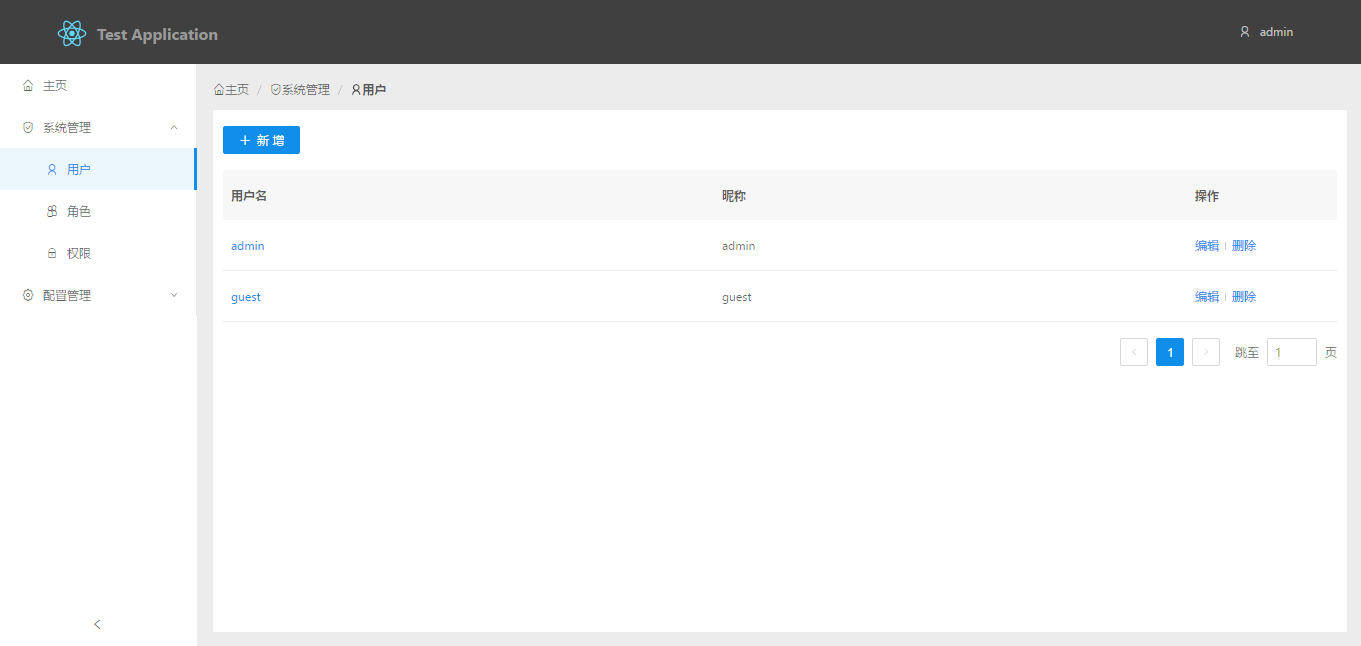 Test Application
admin
主页
系统管理
用户
角色
权限
配置管理
主页 / 系统管理 / 用户
+ 新增
用户名 昵称 操作
admin admin 编辑 删除
guest guest 编辑 删除
< 1 > 跳至 1 页
<